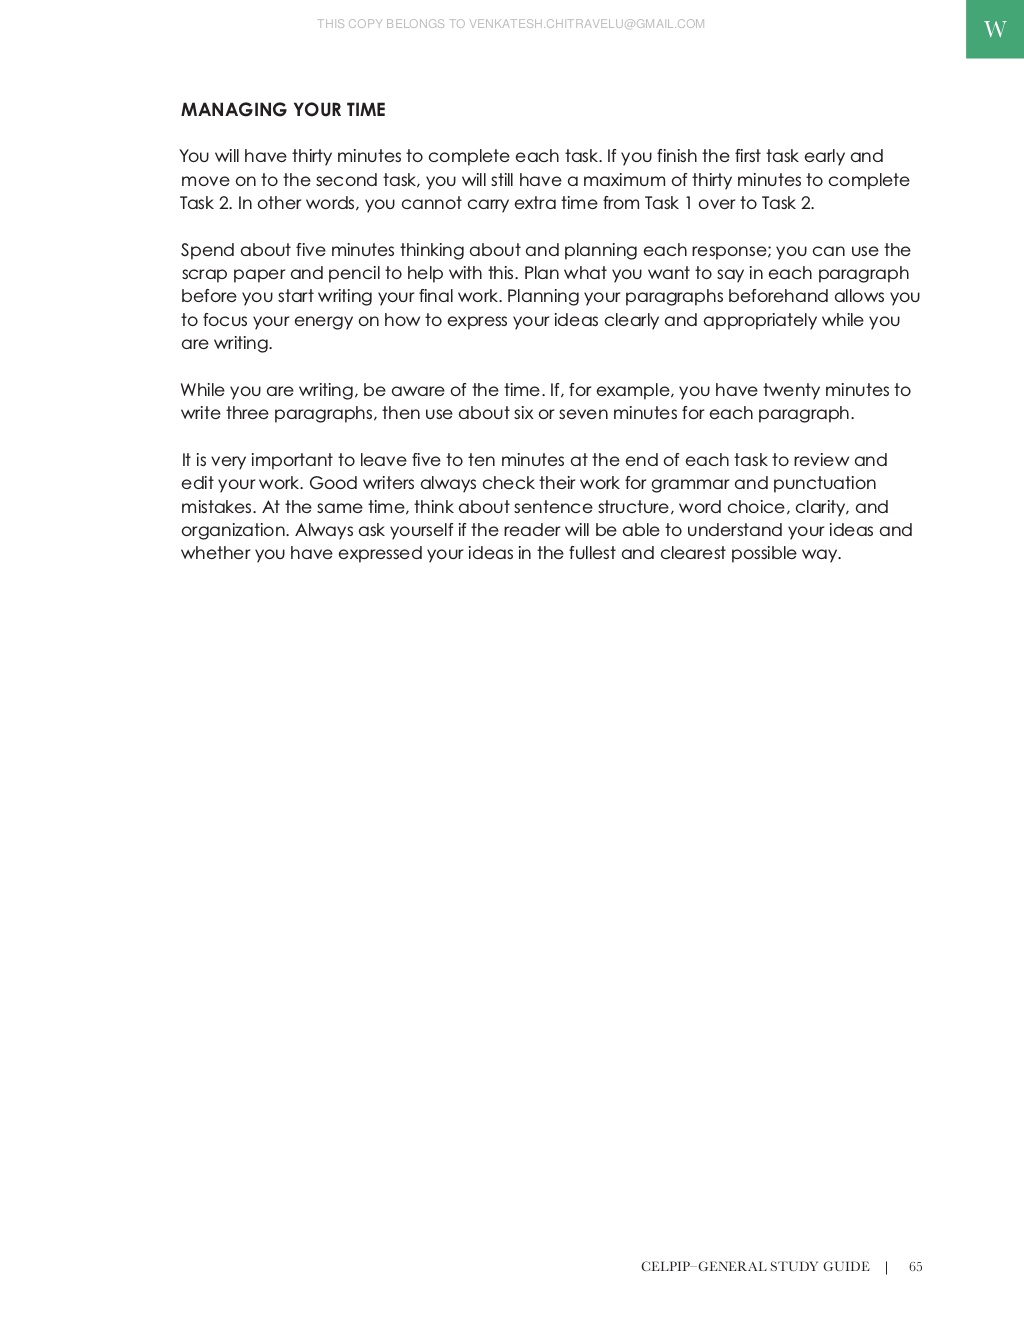 THIS COPY BELONGS TO VENKATESH.CHITRAVELU@GMAIL.COM
W
MANAGING YOUR TIME
You will have thirty minutes to complete each task. If you finish the first task early and
move on to the second task, you will still have a maximum of thirty minutes to complete
Task 2. In other words, you cannot carry extra time from Task 1 over to Task 2.
Spend about five minutes thinking about and planning each response; you can use the
scrap paper and pencil to help with this. Plan what you want to say in each paragraph
before you start writing your final work. Planning your paragraphs beforehand allows you
to focus your energy on how to express your ideas clearly and appropriately while you
are writing.
While you are writing, be aware of the time. If, for example, you have twenty minutes to
write three paragraphs, then use about six or seven minutes for each paragraph.
It is very important to leave five to ten minutes at the end of each task to review and
edit your work. Good writers always check their work for grammar and punctuation
mistakes. At the same time, think about sentence structure, word choice, clarity, and
organization. Always ask yourself if the reader will be able to understand your ideas and
whether you have expressed your ideas in the fullest and clearest possible way.
CELPIP–GENERAL STUDY GUIDE | 65